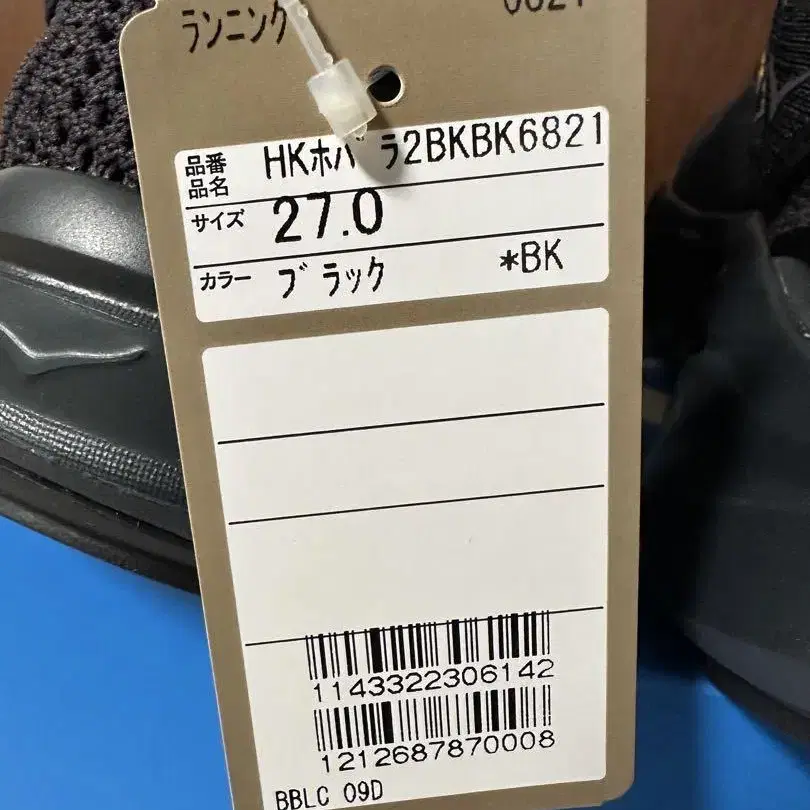 ランニング
6821
品番
品名
HKホパラ2BKBK6821
サイズ
27.0
カラー
ブラック *BK
1143322306142
1212687870008
BBLC 09D